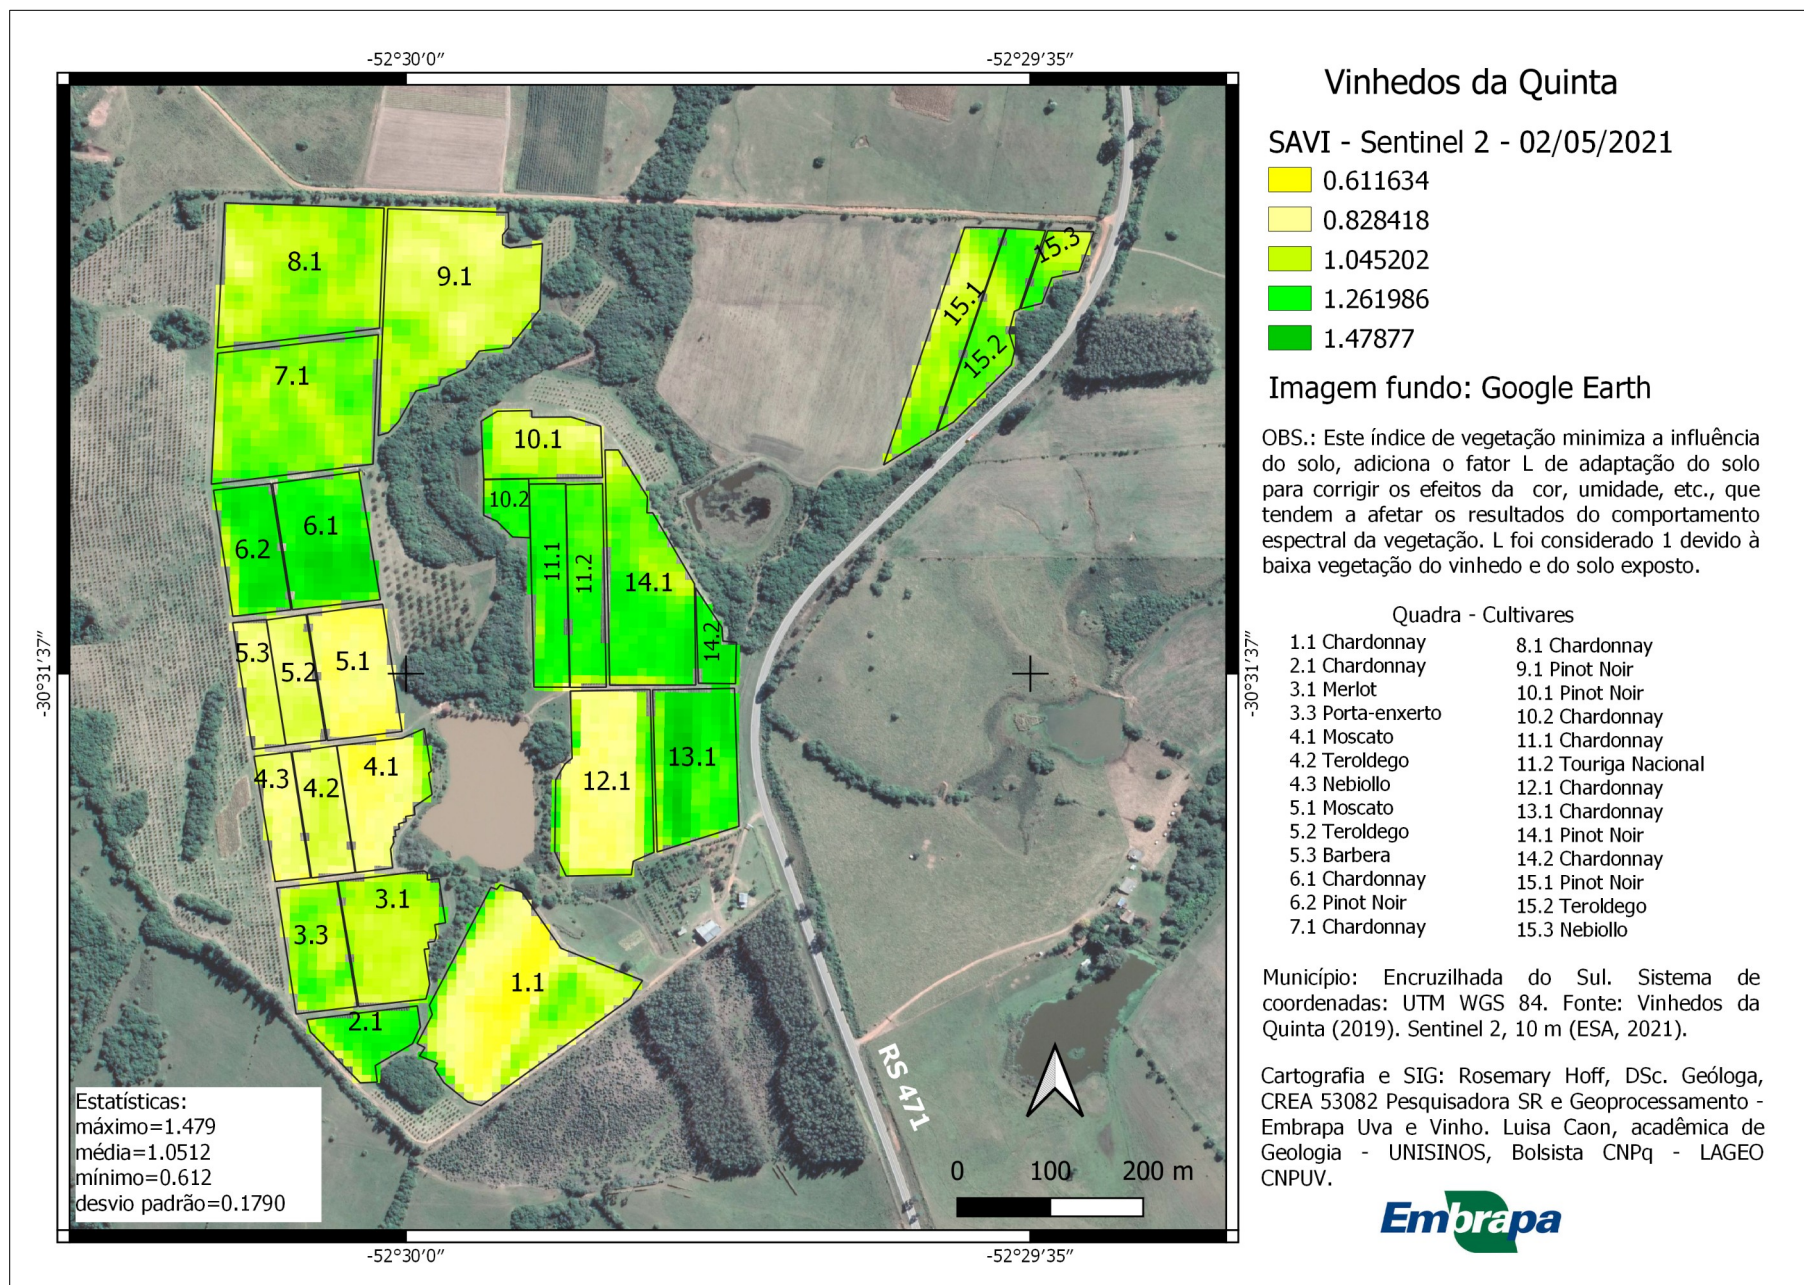 -52°30′0″
-52°29′35″
Vinhedos da Quinta
SAVI - Sentinel 2 - 02/05/2021
0.611634
0.828418
1.045202
1.261986
1.47877
Imagem fundo: Google Earth
OBS.: Este índice de vegetação minimiza a influência
do solo, adiciona o fator L de adaptação do solo
para corrigir os efeitos da cor, umidade, etc., que
tendem a afetar os resultados do comportamento
espectral da vegetação. L foi considerado 1 devido à
baixa vegetação do vinhedo e do solo exposto.
Quadra - Cultivares
1.1 Chardonnay
2.1 Chardonnay
3.1 Merlot
3.3 Porta-enxerto
4.1 Moscato
4.2 Teroldego
4.3 Nebiollo
5.1 Moscato
5.2 Teroldego
5.3 Barbera
6.1 Chardonnay
6.2 Pinot Noir
7.1 Chardonnay
8.1 Chardonnay
9.1 Pinot Noir
10.1 Pinot Noir
10.2 Chardonnay
11.1 Chardonnay
11.2 Touriga Nacional
12.1 Chardonnay
13.1 Chardonnay
14.1 Pinot Noir
14.2 Chardonnay
15.1 Pinot Noir
15.2 Teroldego
15.3 Nebiollo
Município: Encruzilhada do Sul. Sistema de
coordenadas: UTM WGS 84. Fonte: Vinhedos da
Quinta (2019). Sentinel 2, 10 m (ESA, 2021).
Cartografia e SIG: Rosemary Hoff, DSc. Geóloga,
CREA 53082 Pesquisadora SR e Geoprocessamento -
Embrapa Uva e Vinho. Luisa Caon, acadêmica de
Geologia - UNISINOS, Bolsista CNPq - LAGEO
CNPUV.
Embrapa
8.1
9.1
15.3
15.1
15.2
7.1
10.1
10.2
6.1
6.2
11.1
11.2
14.1
14.2
5.3
5.2
5.1
-30°31′37″
-30°31′37″
4.3
4.2
4.1
12.1
13.1
3.3
3.1
1.1
2.1
RS 471
Estatísticas:
máximo=1.479
média=1.0512
mínimo=0.612
desvio padrão=0.1790
0 100 200 m
-52°30′0″
-52°29′35″